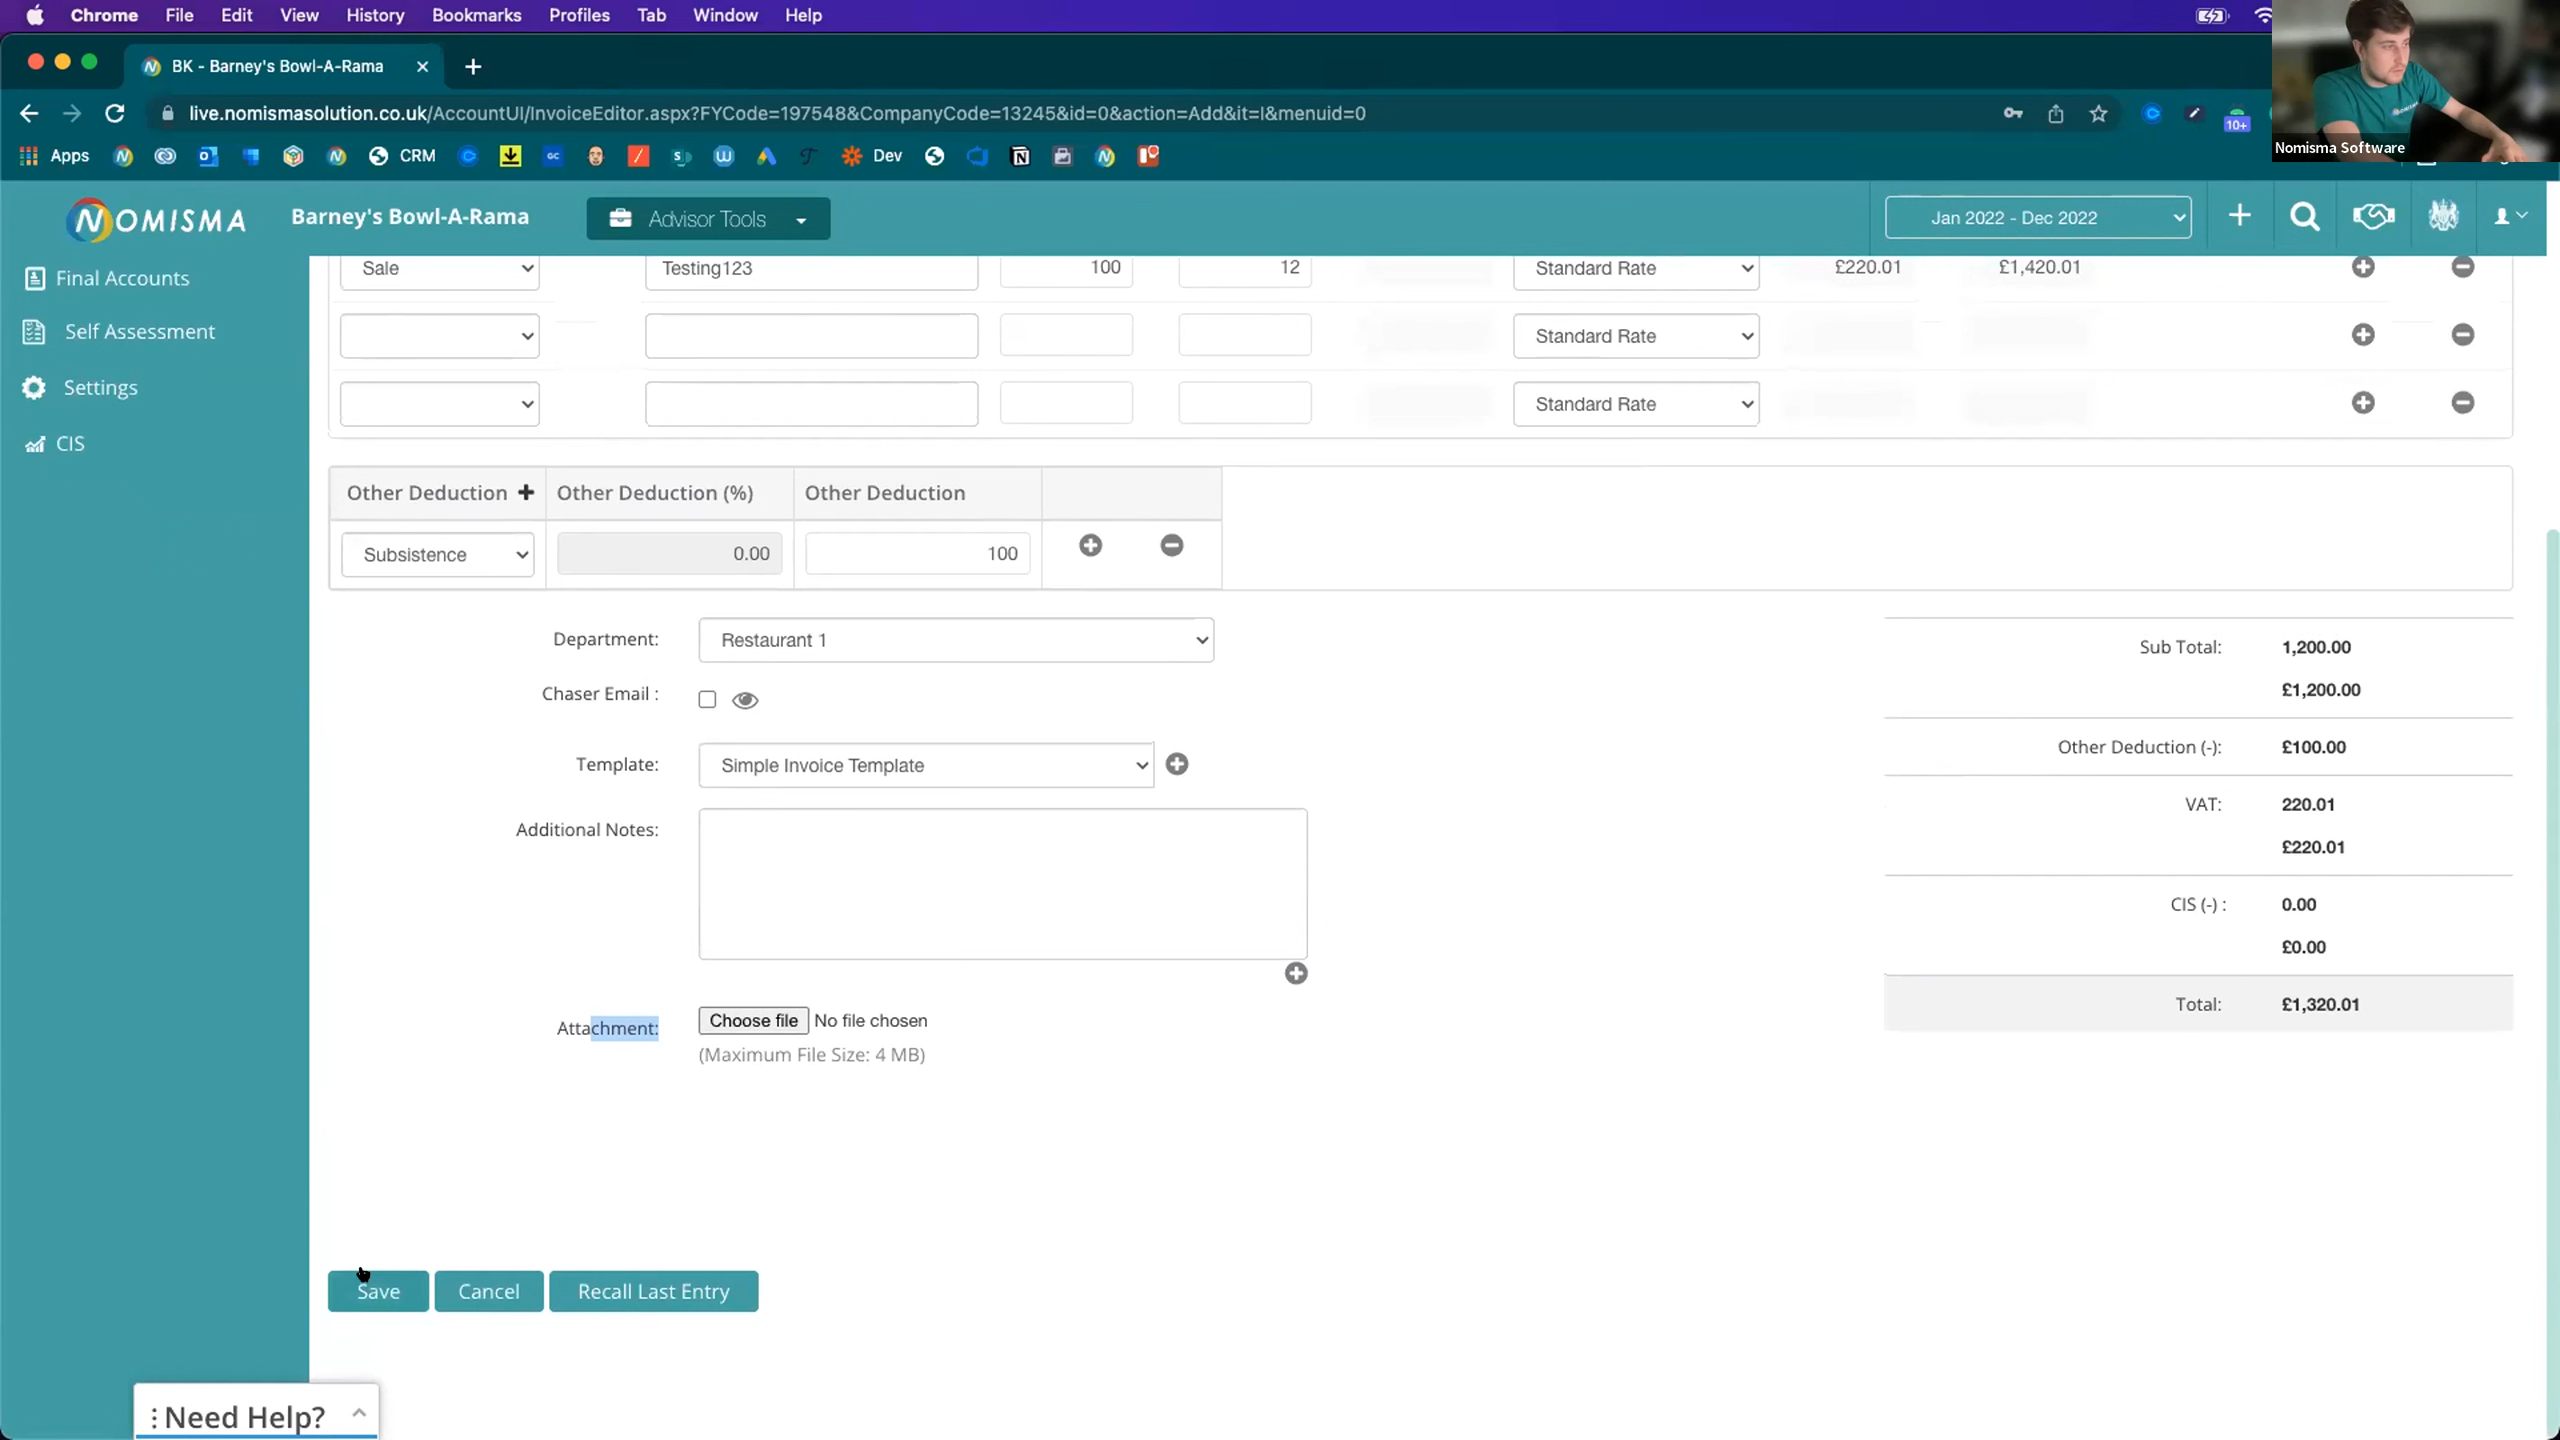 Chrome File Edit View History Bookmarks Profiles Tab Window Help
BK - Barney's Bowl-A-Rama
live.nomismasolution.co.uk/AccountUI/InvoiceEditor.aspx?FYCode=197548&CompanyCode=13245&id=0&action=Add&it=I&menuid=0
10+
Nomisma Software
Apps CRM GC Dev
NOMISMA Barney's Bowl-A-Rama Advisor Tools Jan 2022 - Dec 2022
Final Accounts
Self Assessment
Settings
CIS
Sale Testing123 100 12 Standard Rate £220.01 £1,420.01
Standard Rate
Standard Rate
Other Deduction Other Deduction (%) Other Deduction
Subsistence 0.00 100
Department: Restaurant 1
Chaser Email :
Template: Simple Invoice Template
Additional Notes:
Attachment: Choose file No file chosen
(Maximum File Size: 4 MB)
Sub Total: 1,200.00
£1,200.00
Other Deduction (-): £100.00
VAT: 220.01
£220.01
CIS (-) : 0.00
£0.00
Total: £1,320.01
Save Cancel Recall Last Entry
Need Help?